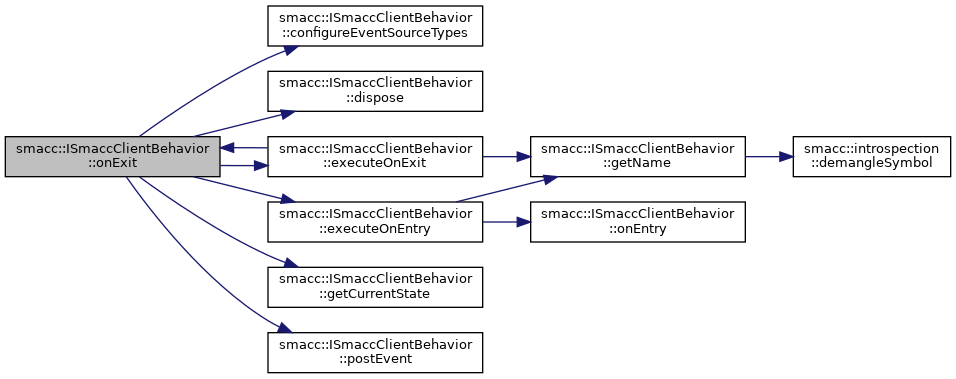 smacc::ISmaccClientBehavior
::onExit
smacc::ISmaccClientBehavior
::configureEventSourceTypes
smacc::ISmaccClientBehavior
::dispose
smacc::ISmaccClientBehavior
::executeOnExit
smacc::ISmaccClientBehavior
::executeOnEntry
smacc::ISmaccClientBehavior
::getCurrentState
smacc::ISmaccClientBehavior
::postEvent
smacc::ISmaccClientBehavior
::getName
smacc::ISmaccClientBehavior
::onEntry
smacc::introspection
::demangleSymbol